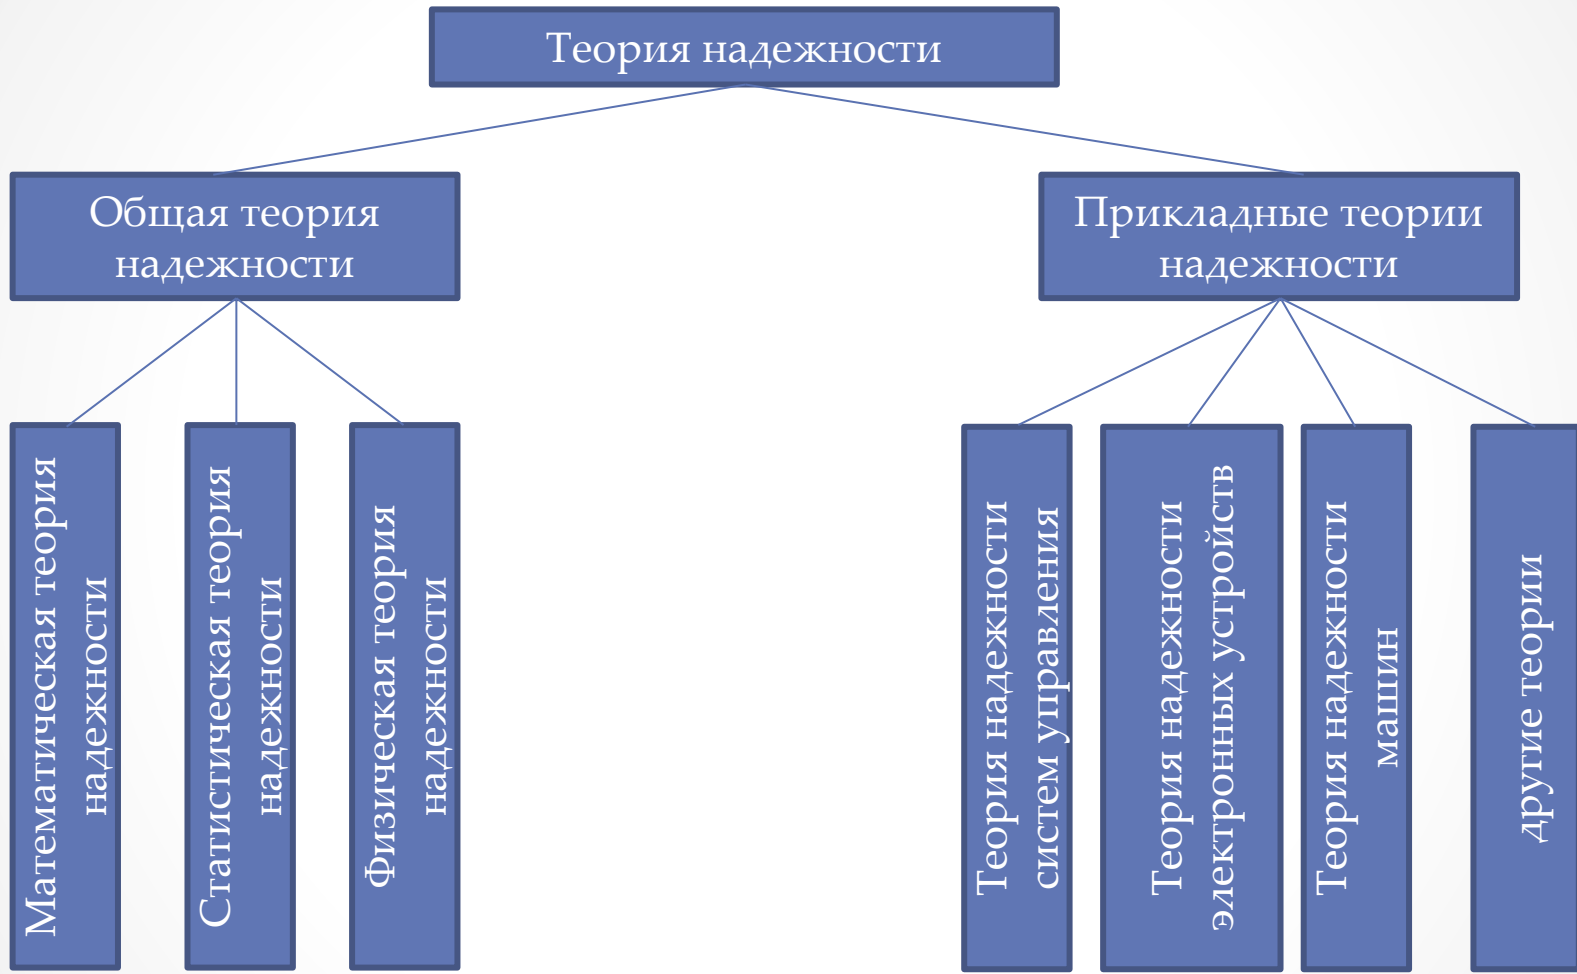 Теория надежности
Общая теория
надежности
Прикладные теории
надежности
Математическая теория
надежности
Статистическая теория
надежности
Физическая теория
надежности
Теория надежности
систем управления
Теория надежности
электронных устройств
Теория надежности
машин
другие теории